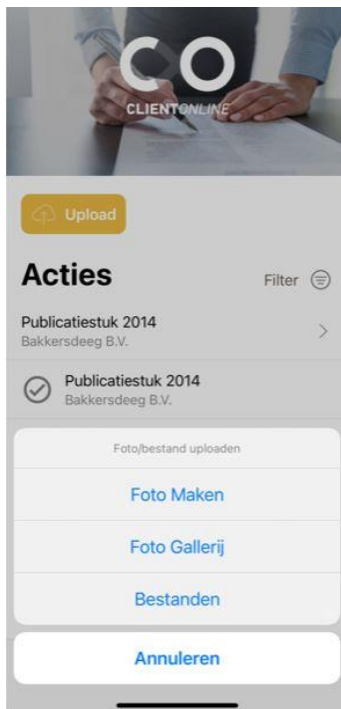 CO
CLIENTONLINE
Upload
Acties
Filter
Publicatiestuk 2014
Bakkersdeeg B.V.
Publicatiestuk 2014
Bakkersdeeg B.V.
Foto/bestand uploaden
Foto Maken
Foto Gallerij
Bestanden
Annuleren